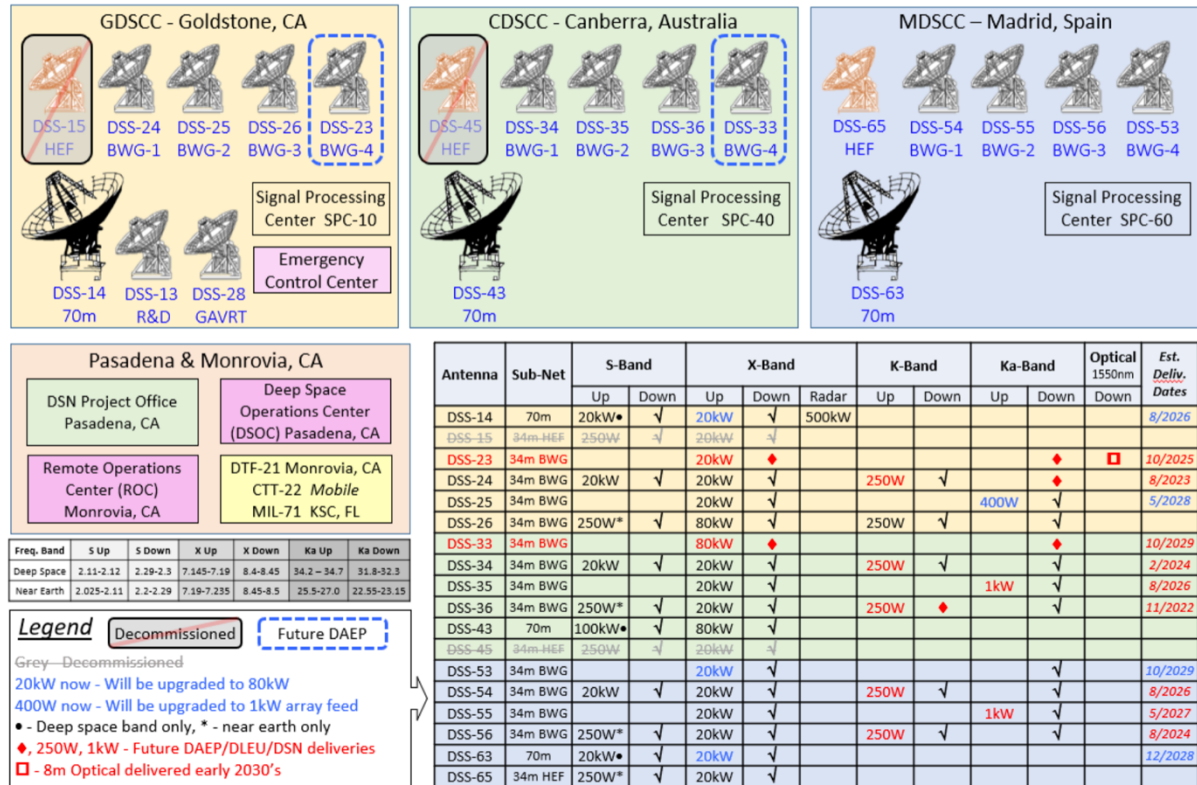 GDSCC - Goldstone, CA
DSS-15 DSS-24 DSS-25 DSS-26 DSS-23
HEF BWG-1 BWG-2 BWG-3 BWG-4
Signal Processing
Center SPC-10
Emergency
Control Center
DSS-14 DSS-13 DSS-28
70m R&D GAVRT
CDSCC - Canberra, Australia
DSS-45 DSS-34 DSS-35 DSS-36 DSS-33
HEF BWG-1 BWG-2 BWG-3 BWG-4
Signal Processing
Center SPC-40
DSS-43
70m
MDSCC – Madrid, Spain
DSS-65 DSS-54 DSS-55 DSS-56 DSS-53
HEF BWG-1 BWG-2 BWG-3 BWG-4
Signal Processing
Center SPC-60
DSS-63
70m
Pasadena & Monrovia, CA
DSN Project Office
Pasadena, CA
Deep Space
Operations Center
(DSOC) Pasadena, CA
Remote Operations
Center (ROC)
Monrovia, CA
DTF-21 Monrovia, CA
CTT-22 Mobile
MIL-71 KSC, FL
Freq. Band S Up S Down X Up X Down Ka Up Ka Down
Deep Space 2.11-2.12 2.29-2.3 7.145-7.19 8.4-8.45 34.2 – 34.7 31.8-32.3
Near Earth 2.025-2.11 2.2-2.29 7.19-7.235 8.45-8.5 25.5-27.0 22.55-23.15
Legend Decommissioned Future DAEP
Grey - Decommissioned
20kW now - Will be upgraded to 80kW
400W now - Will be upgraded to 1kW array feed
• - Deep space band only, * - near earth only
♦, 250W, 1kW - Future DAEP/DLEU/DSN deliveries
□ - 8m Optical delivered early 2030's
Antenna Sub-Net S-Band X-Band K-Band Ka-Band Optical 1550nm Est. Deliv. Dates
Up Down Up Down Radar Up Down Up Down Down
DSS-14 70m 20kW• √ 20kW √ 500kW 8/2026
DSS-15 34m HEF 250W √ 20kW √
DSS-23 34m BWG 20kW ♦ ♦ □ 10/2025
DSS-24 34m BWG 20kW √ 20kW √ 250W √ ♦ 8/2023
DSS-25 34m BWG 20kW √ 400W √ 5/2028
DSS-26 34m BWG 250W* √ 80kW √ 250W √ √
DSS-33 34m BWG 80kW ♦ ♦ 10/2029
DSS-34 34m BWG 20kW √ 20kW √ 250W √ √ 2/2024
DSS-35 34m BWG 20kW √ 1kW √ 8/2026
DSS-36 34m BWG 250W* √ 20kW √ 250W ♦ √ 11/2022
DSS-43 70m 100kW• √ 80kW √
DSS-45 34m HEF 250W √ 20kW √
DSS-53 34m BWG 20kW √ √ 10/2029
DSS-54 34m BWG 20kW √ 20kW √ 250W √ √ 8/2026
DSS-55 34m BWG 20kW √ 1kW √ 5/2027
DSS-56 34m BWG 250W* √ 20kW √ 250W √ √ 8/2024
DSS-63 70m 20kW• √ 20kW √ 12/2028
DSS-65 34m HEF 250W* √ 20kW √